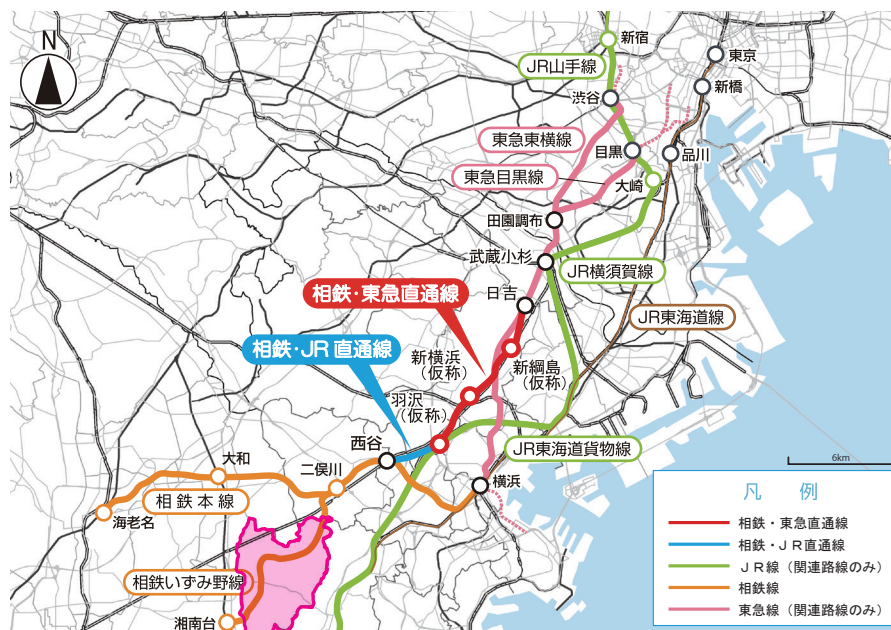 N
新宿
東京
JR山手線
新橋
渋谷
東急東横線
目黒
品川
東急目黒線
大崎
田園調布
武蔵小杉
JR横須賀線
相鉄・東急直通線
日吉
JR東海道線
相鉄・JR 直通線
新横浜
(仮称)
新綱島
(仮称)
羽沢
(仮称)
西谷
JR東海道貨物線
大和
二俣川
6km
横浜
相鉄本線
海老名
相鉄いずみ野線
湘南台
凡 例
相鉄・東急直通線
相鉄・JR直通線
JR線(関連路線のみ)
相鉄線
東急線(関連路線のみ)